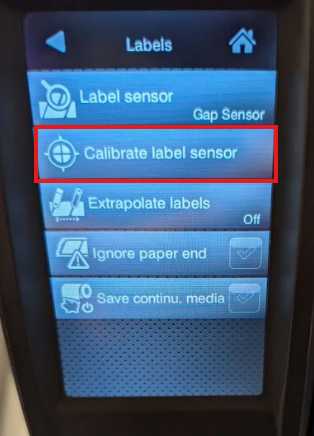 Labels
Label sensor
Gap Sensor
Calibrate label sensor
Extrapolate labels
Off
Ignore paper end
Save continu. media